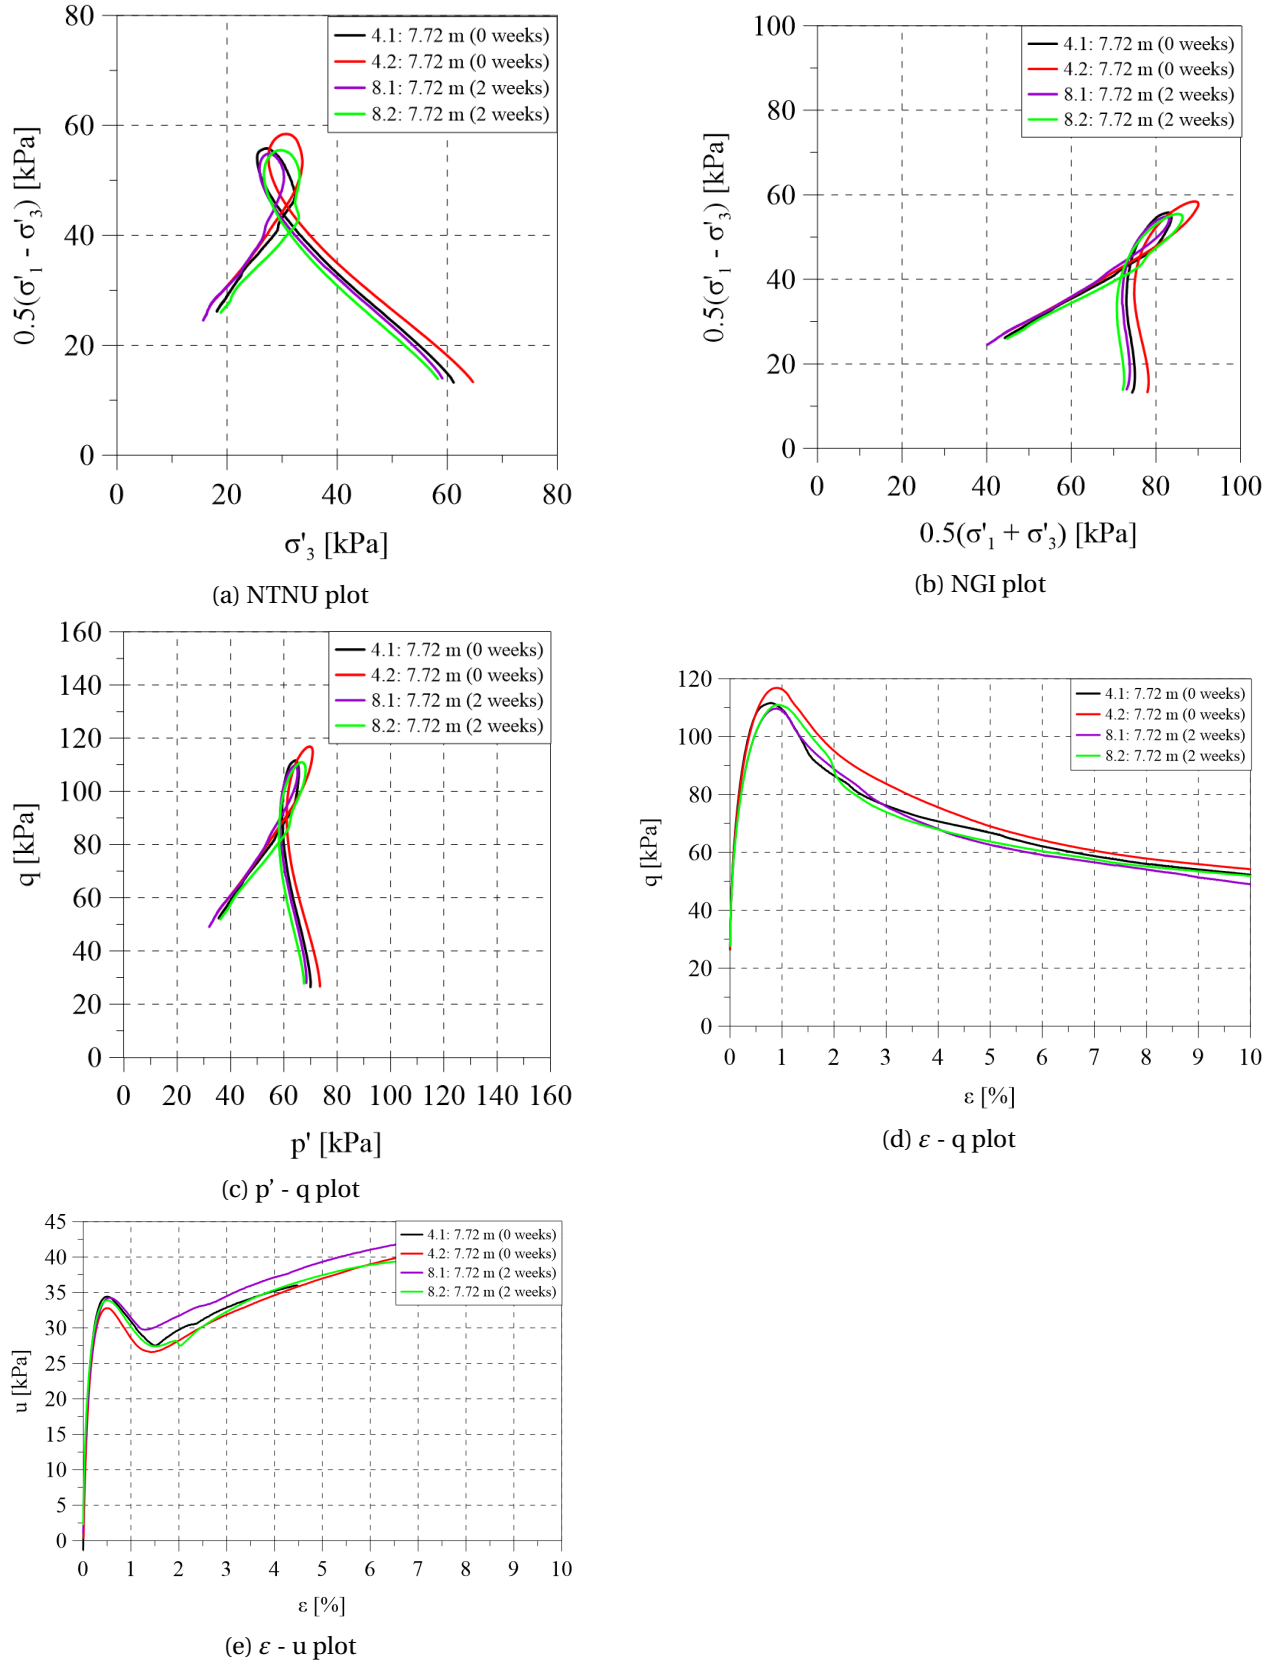 80
60
40
20
0
0 20 40 60 80
0.5(σ'1 - σ'3) [kPa]
σ'3 [kPa]
4.1: 7.72 m (0 weeks)
4.2: 7.72 m (0 weeks)
8.1: 7.72 m (2 weeks)
8.2: 7.72 m (2 weeks)
(a) NTNU plot
100
80
60
40
20
0
0 20 40 60 80 100
0.5(σ'1 - σ'3) [kPa]
0.5(σ'1 + σ'3) [kPa]
4.1: 7.72 m (0 weeks)
4.2: 7.72 m (0 weeks)
8.1: 7.72 m (2 weeks)
8.2: 7.72 m (2 weeks)
(b) NGI plot
160
140
120
100
80
60
40
20
0
0 20 40 60 80 100 120 140 160
q [kPa]
p' [kPa]
4.1: 7.72 m (0 weeks)
4.2: 7.72 m (0 weeks)
8.1: 7.72 m (2 weeks)
8.2: 7.72 m (2 weeks)
(c) p’ - q plot
120
100
80
60
40
20
0
0 1 2 3 4 5 6 7 8 9 10
q [kPa]
ε [%]
4.1: 7.72 m (0 weeks)
4.2: 7.72 m (0 weeks)
8.1: 7.72 m (2 weeks)
8.2: 7.72 m (2 weeks)
(d) ε - q plot
45
40
35
30
25
20
15
10
5
0
0 1 2 3 4 5 6 7 8 9 10
u [kPa]
ε [%]
4.1: 7.72 m (0 weeks)
4.2: 7.72 m (0 weeks)
8.1: 7.72 m (2 weeks)
8.2: 7.72 m (2 weeks)
(e) ε - u plot